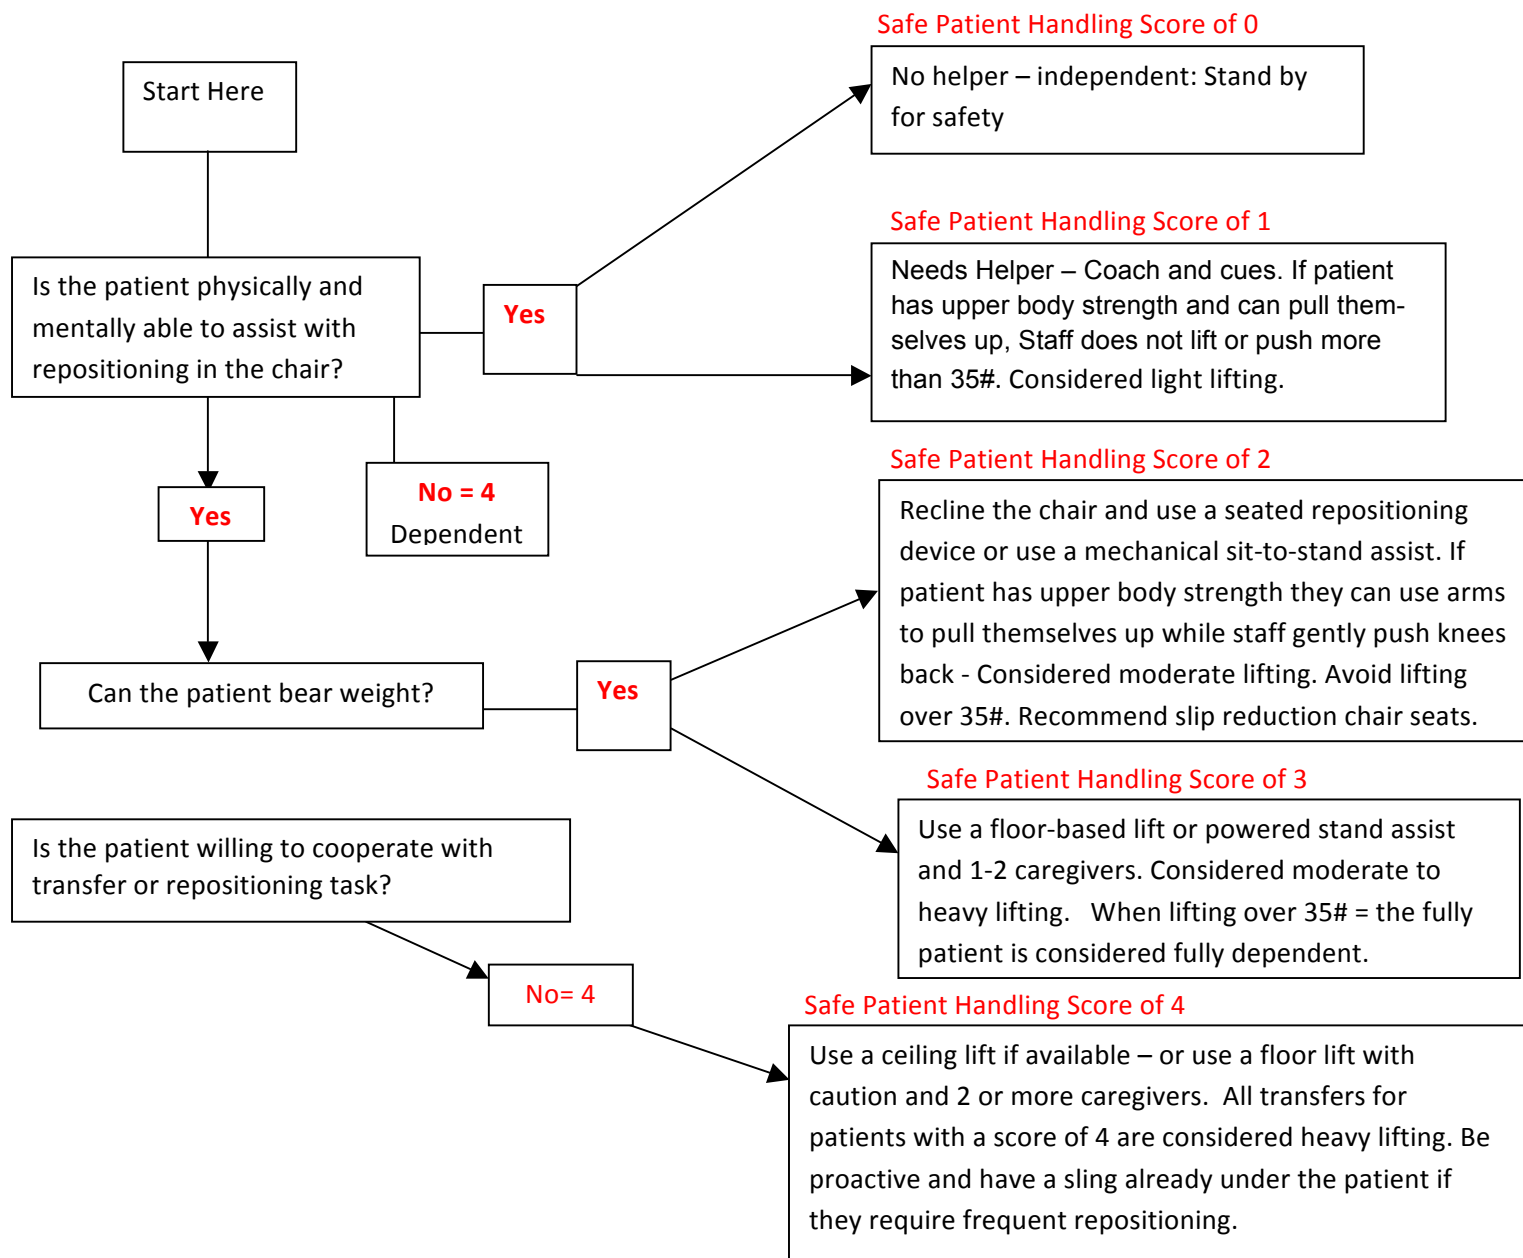 Safe Patient Handling Score of 0
Start Here
No helper – independent: Stand by
for safety
Safe Patient Handling Score of 1
Is the patient physically and
mentally able to assist with
repositioning in the chair?
Yes
Needs Helper – Coach and cues. If patient
has upper body strength and can pull them-
selves up, Staff does not lift or push more
than 35#. Considered light lifting.
No = 4
Dependent
Yes
Safe Patient Handling Score of 2
Recline the chair and use a seated repositioning
device or use a mechanical sit-to-stand assist. If
patient has upper body strength they can use arms
to pull themselves up while staff gently push knees
back - Considered moderate lifting. Avoid lifting
over 35#. Recommend slip reduction chair seats.
Can the patient bear weight?
Yes
Safe Patient Handling Score of 3
Use a floor-based lift or powered stand assist
and 1-2 caregivers. Considered moderate to
heavy lifting.   When lifting over 35# = the fully
patient is considered fully dependent.
Is the patient willing to cooperate with
transfer or repositioning task?
No= 4
Safe Patient Handling Score of 4
Use a ceiling lift if available – or use a floor lift with
caution and 2 or more caregivers.  All transfers for
patients with a score of 4 are considered heavy lifting. Be
proactive and have a sling already under the patient if
they require frequent repositioning.